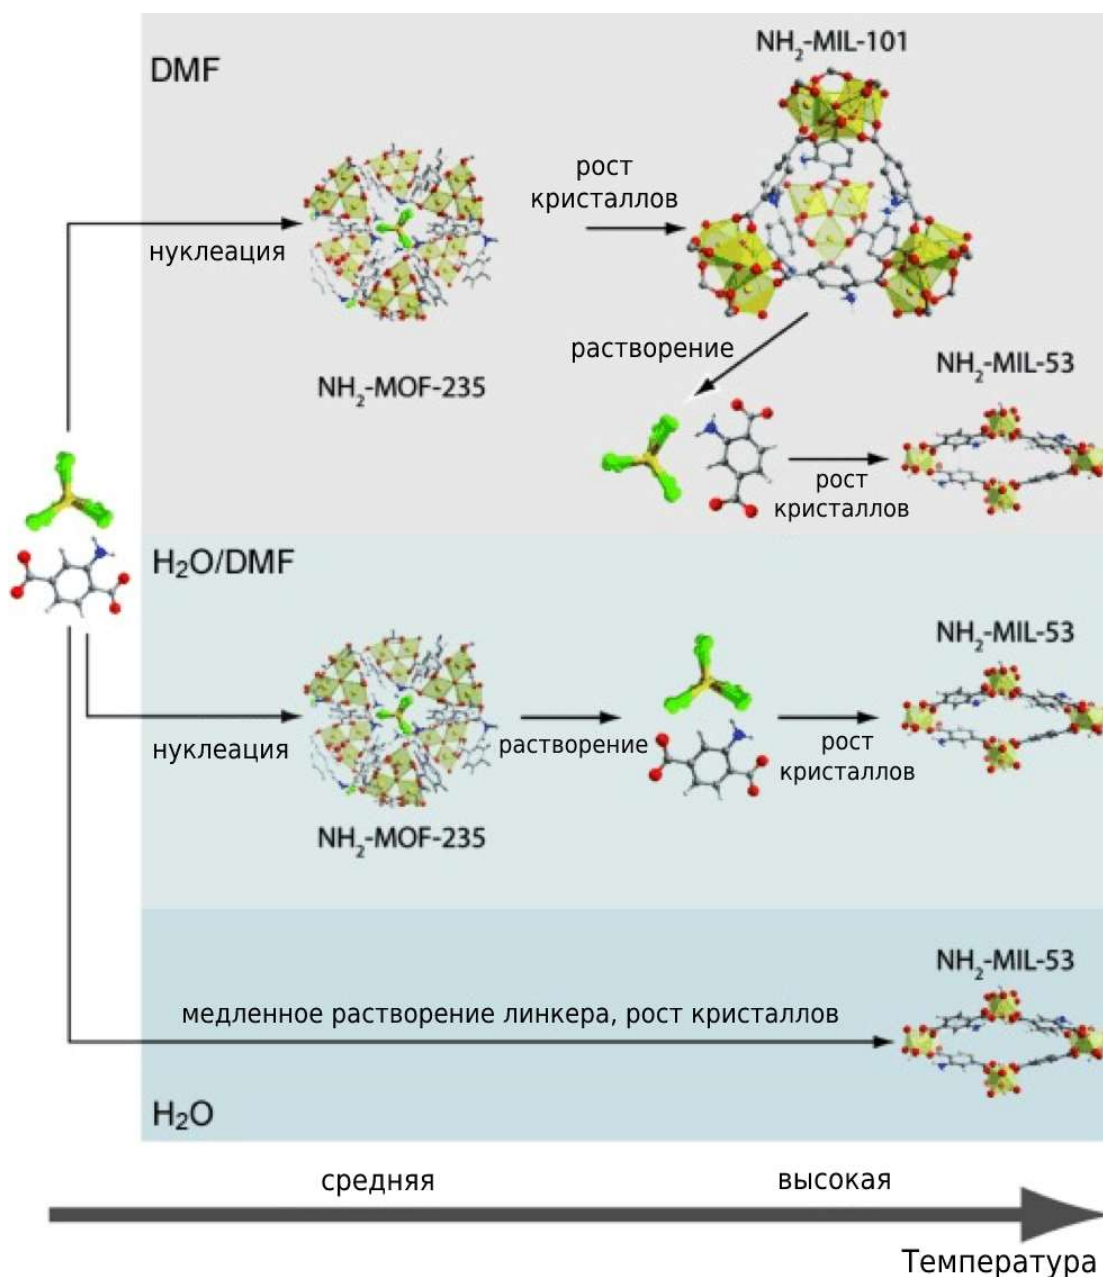 DMF
NH₂-MIL-101
рост
кристаллов
нуклеация
NH₂-MOF-235
растворение
NH₂-MIL-53
рост
кристаллов
H₂O/DMF
NH₂-MIL-53
нуклеация
растворение
рост
кристаллов
NH₂-MOF-235
NH₂-MIL-53
медленное растворение линкера, рост кристаллов
H₂O
средняя
высокая
Температура